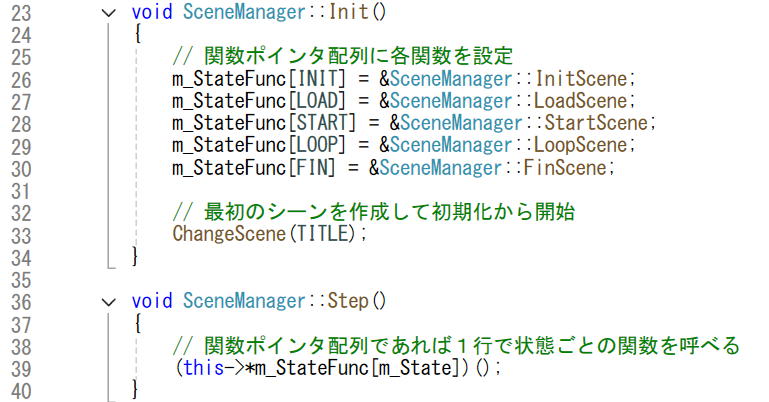 23 void SceneManager::Init()
24 {
25 // 関数ポインタ配列に各関数を設定
26 m_StateFunc[INIT] = &SceneManager::InitScene;
27 m_StateFunc[LOAD] = &SceneManager::LoadScene;
28 m_StateFunc[START] = &SceneManager::StartScene;
29 m_StateFunc[LOOP] = &SceneManager::LoopScene;
30 m_StateFunc[FIN] = &SceneManager::FinScene;
31
32 // 最初のシーンを作成して初期化から開始
33 ChangeScene(TITLE);
34 }
35
36 void SceneManager::Step()
37 {
38 // 関数ポインタ配列であれば１行で状態ごとの関数を呼べる
39 (this->*m_StateFunc[m_State])();
40 }